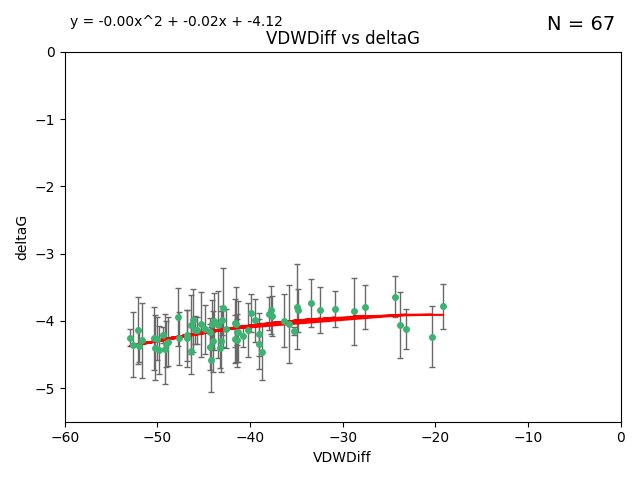 y = -0.00x^2 + -0.02x + -4.12
N = 67
VDWDiff vs deltaG
0
−1
−2
−3
−4
−5
deltaG
−60 −50 −40 −30 −20 −10 0
VDWDiff